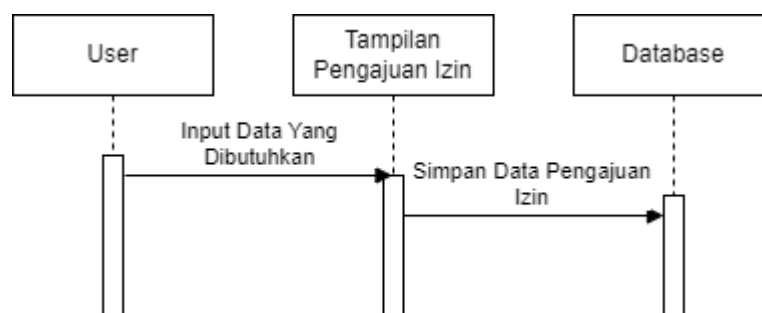 User
Tampilan
Pengajuan Izin
Database
Input Data Yang
Dibutuhkan
Simpan Data Pengajuan
Izin